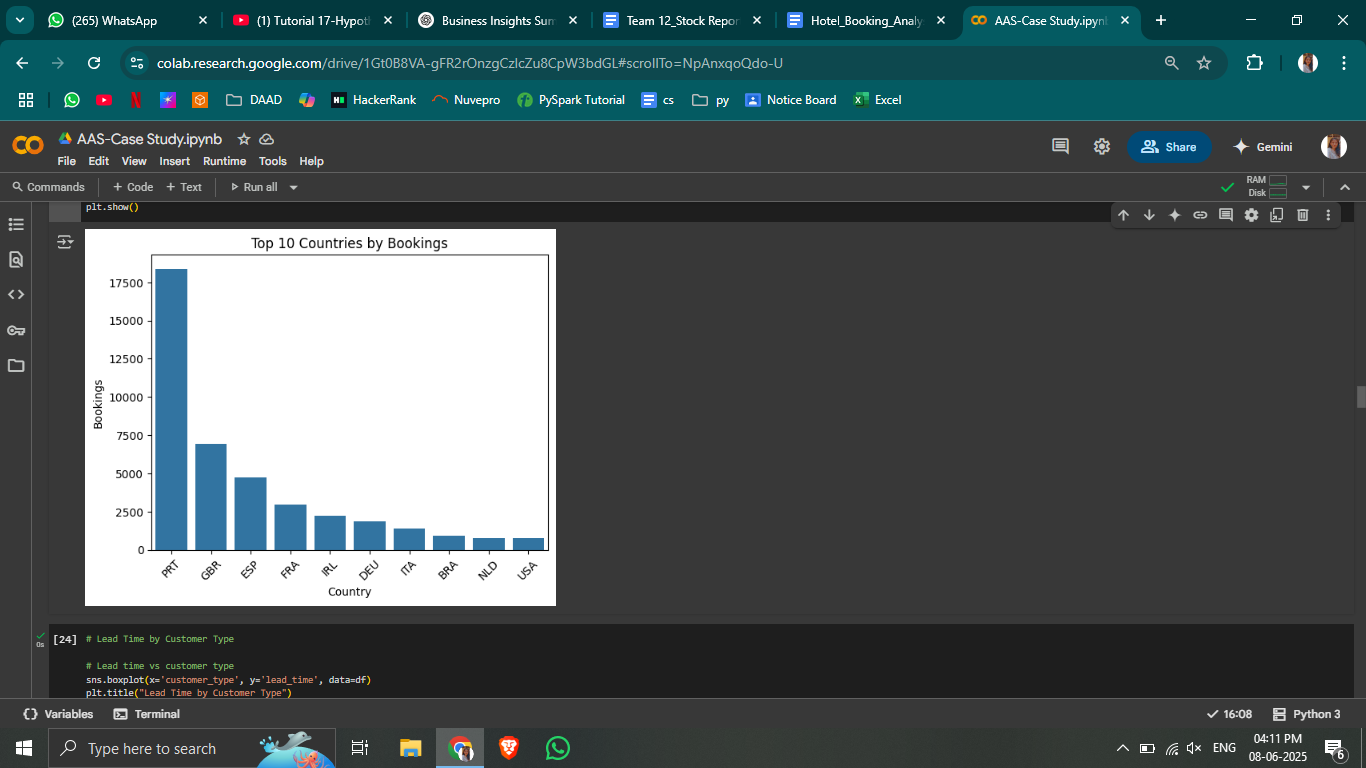 (265) WhatsApp
(1) Tutorial 17-Hypoth
Business Insights Sum
Team 12_Stock Repor
Hotel_Booking_Analy
AAS-Case Study.ipynb
colab.research.google.com/drive/1Gt0B8VA-gFR2rOnzgCzlcZu8CpW3bdGL#scrollTo=NpAnxqoQdo-U
DAAD
HackerRank
Nuvepro
PySpark Tutorial
cs
py
Notice Board
Excel
AAS-Case Study.ipynb
Share
Gemini
File Edit View Insert Runtime Tools Help
Commands + Code + Text Run all
RAM
Disk
plt.show()
Top 10 Countries by Bookings
17500
15000
12500
10000
7500
5000
2500
0
Bookings
PRT GBR ESP FRA IRL DEU ITA BRA NLD USA
Country
0s
[24] # Lead Time by Customer Type
# Lead time vs customer type
sns.boxplot(x='customer_type', y='lead_time', data=df)
plt.title("Lead Time by Customer Type")
Variables Terminal
16:08 Python 3
Type here to search
ENG
04:11 PM
08-06-2025
6